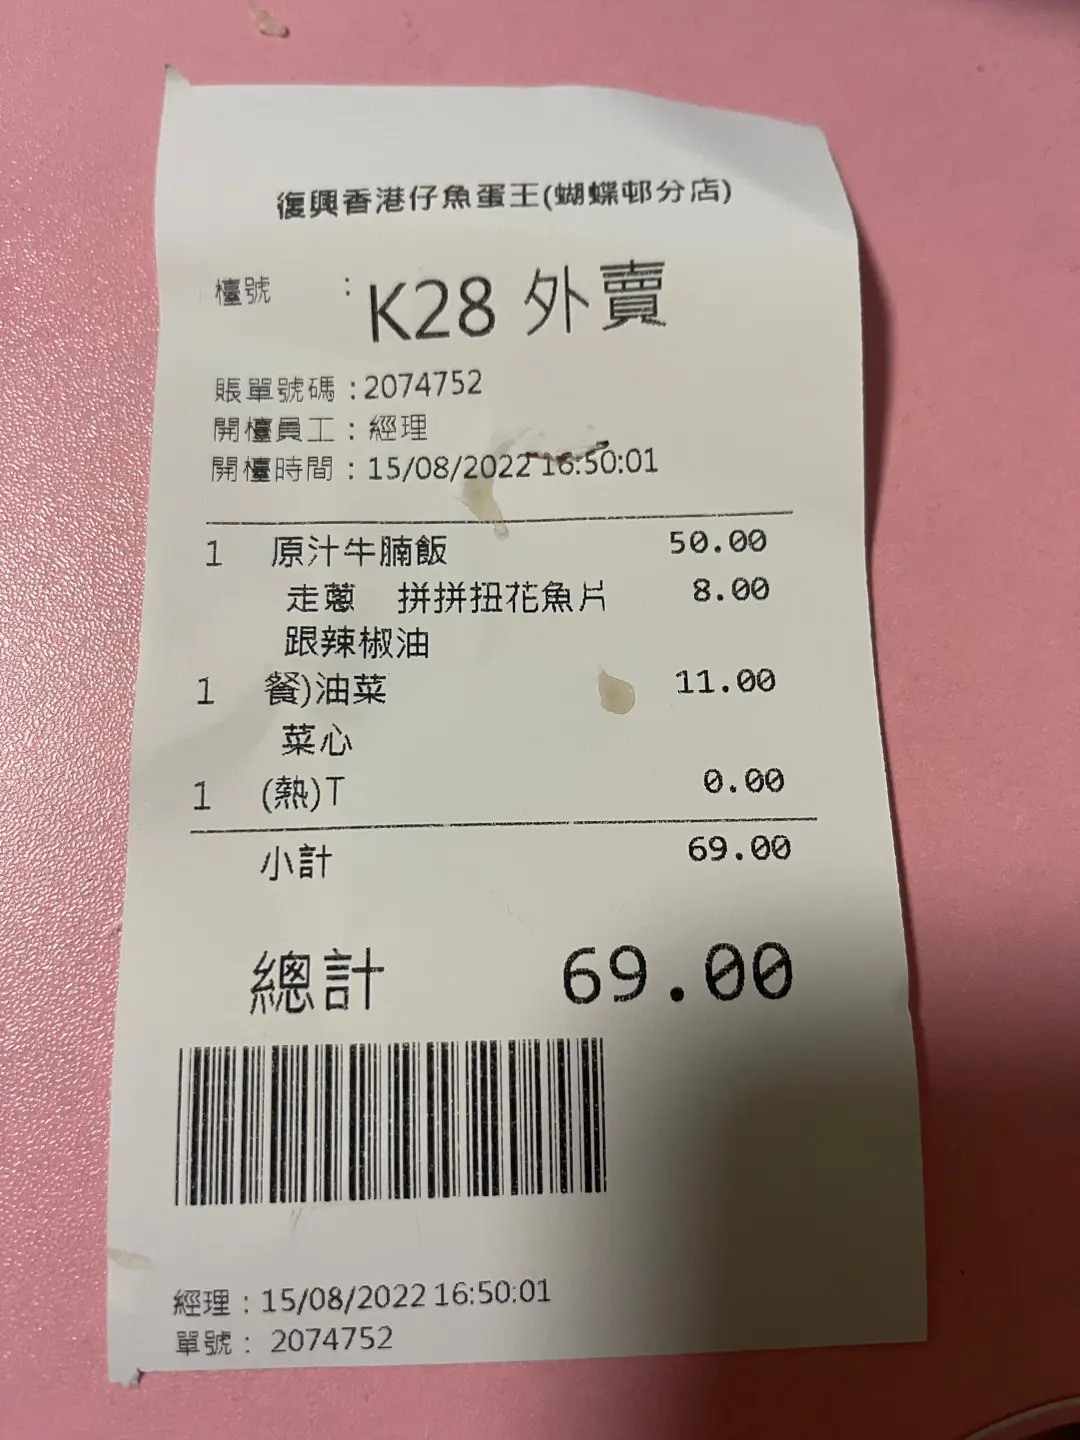 復興香港仔魚蛋王(蝴蝶邨分店)
檯號 : K28 外賣
賬單號碼 : 2074752
開檯員工 : 經理
開檯時間 : 15/08/2022 16:50:01
1 原汁牛腩飯 50.00
走蔥 拼拼扭花魚片 8.00
跟辣椒油
1 餐)油菜 11.00
菜心
1 (熱)T 0.00
小計 69.00
總計 69.00
經理 : 15/08/2022 16:50:01
單號 : 2074752